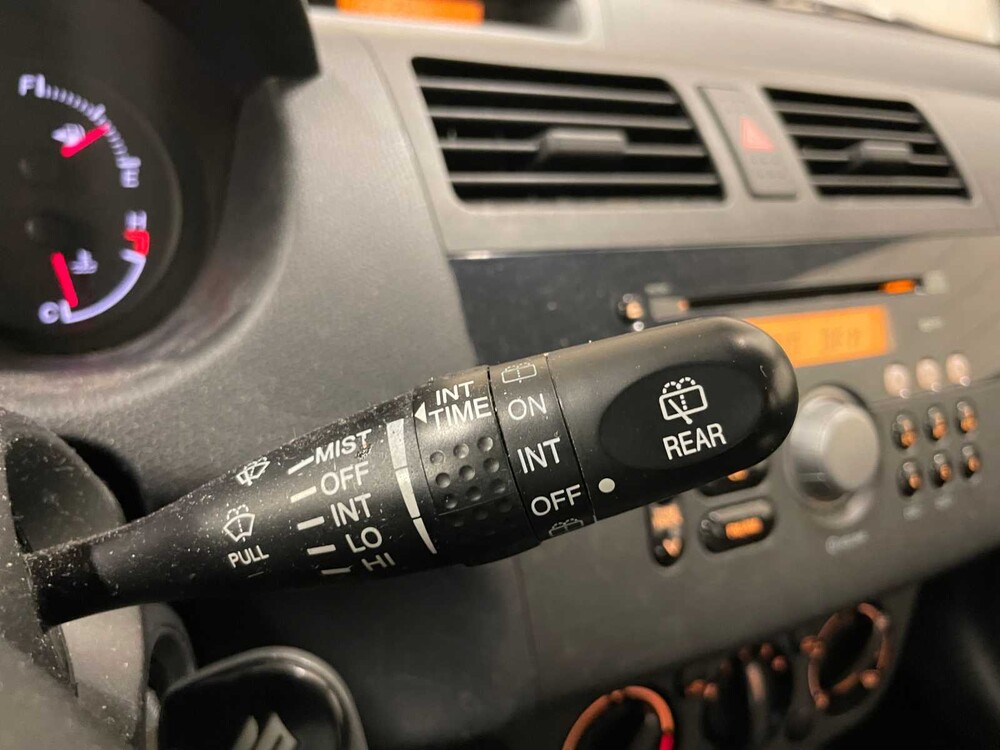 F
E
H
C
INT
TIME
MIST
OFF
INT
LO
HI
PULL
ON
INT
OFF
REAR